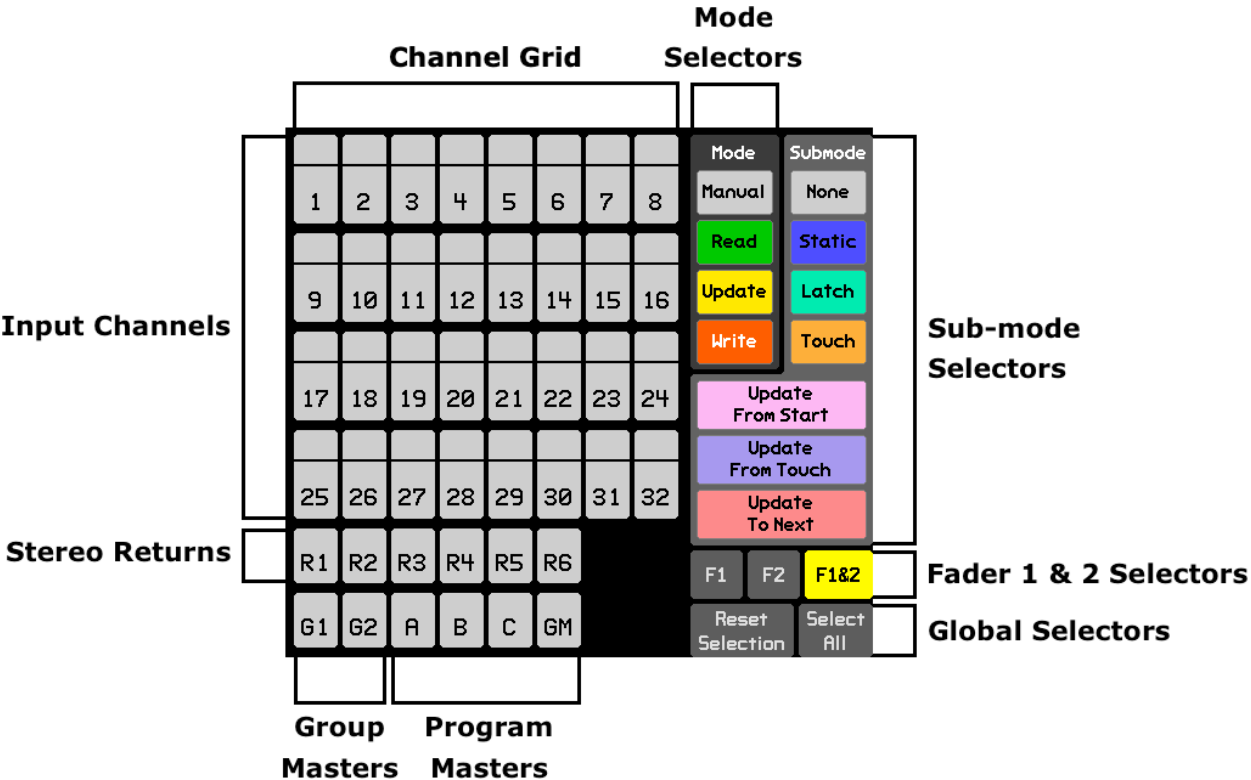 Mode
Selectors
Channel Grid
Mode Submode
1 2 3 4 5 6 7 8
Manual None
Read Static
9 10 11 12 13 14 15 16
Update Latch
Input Channels
Write Touch
Sub-mode
Selectors
17 18 19 20 21 22 23 24
Update
From Start
Update
From Touch
25 26 27 28 29 30 31 32
Update
To Next
Stereo Returns
R1 R2 R3 R4 R5 R6
F1 F2 F1&2
Fader 1 & 2 Selectors
G1 G2 A B C GM
Reset
Selection
Select
All
Global Selectors
Group
Masters
Program
Masters